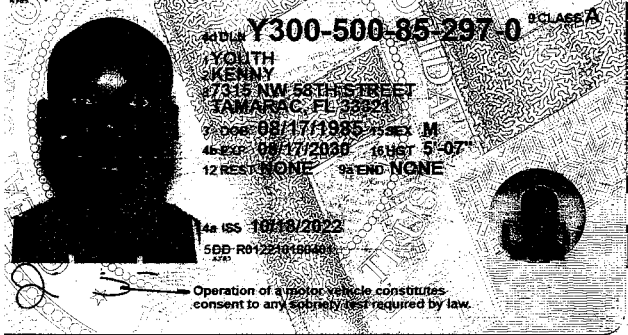 4d DLN Y300-500-85-297-0 9 CLASS A
1 YOUTH
2 KENNY
8 7315 NW 58TH STREET
TAMARAC, FL 33321
3 DOB 08/17/1985 15 SEX M
4b EXP 08/17/2030 16 HGT 5'-07"
12 REST NONE 9a END NONE
4a ISS 10/18/2022
5 DD
Operation of a motor vehicle constitutes
consent to any sobriety test required by law.